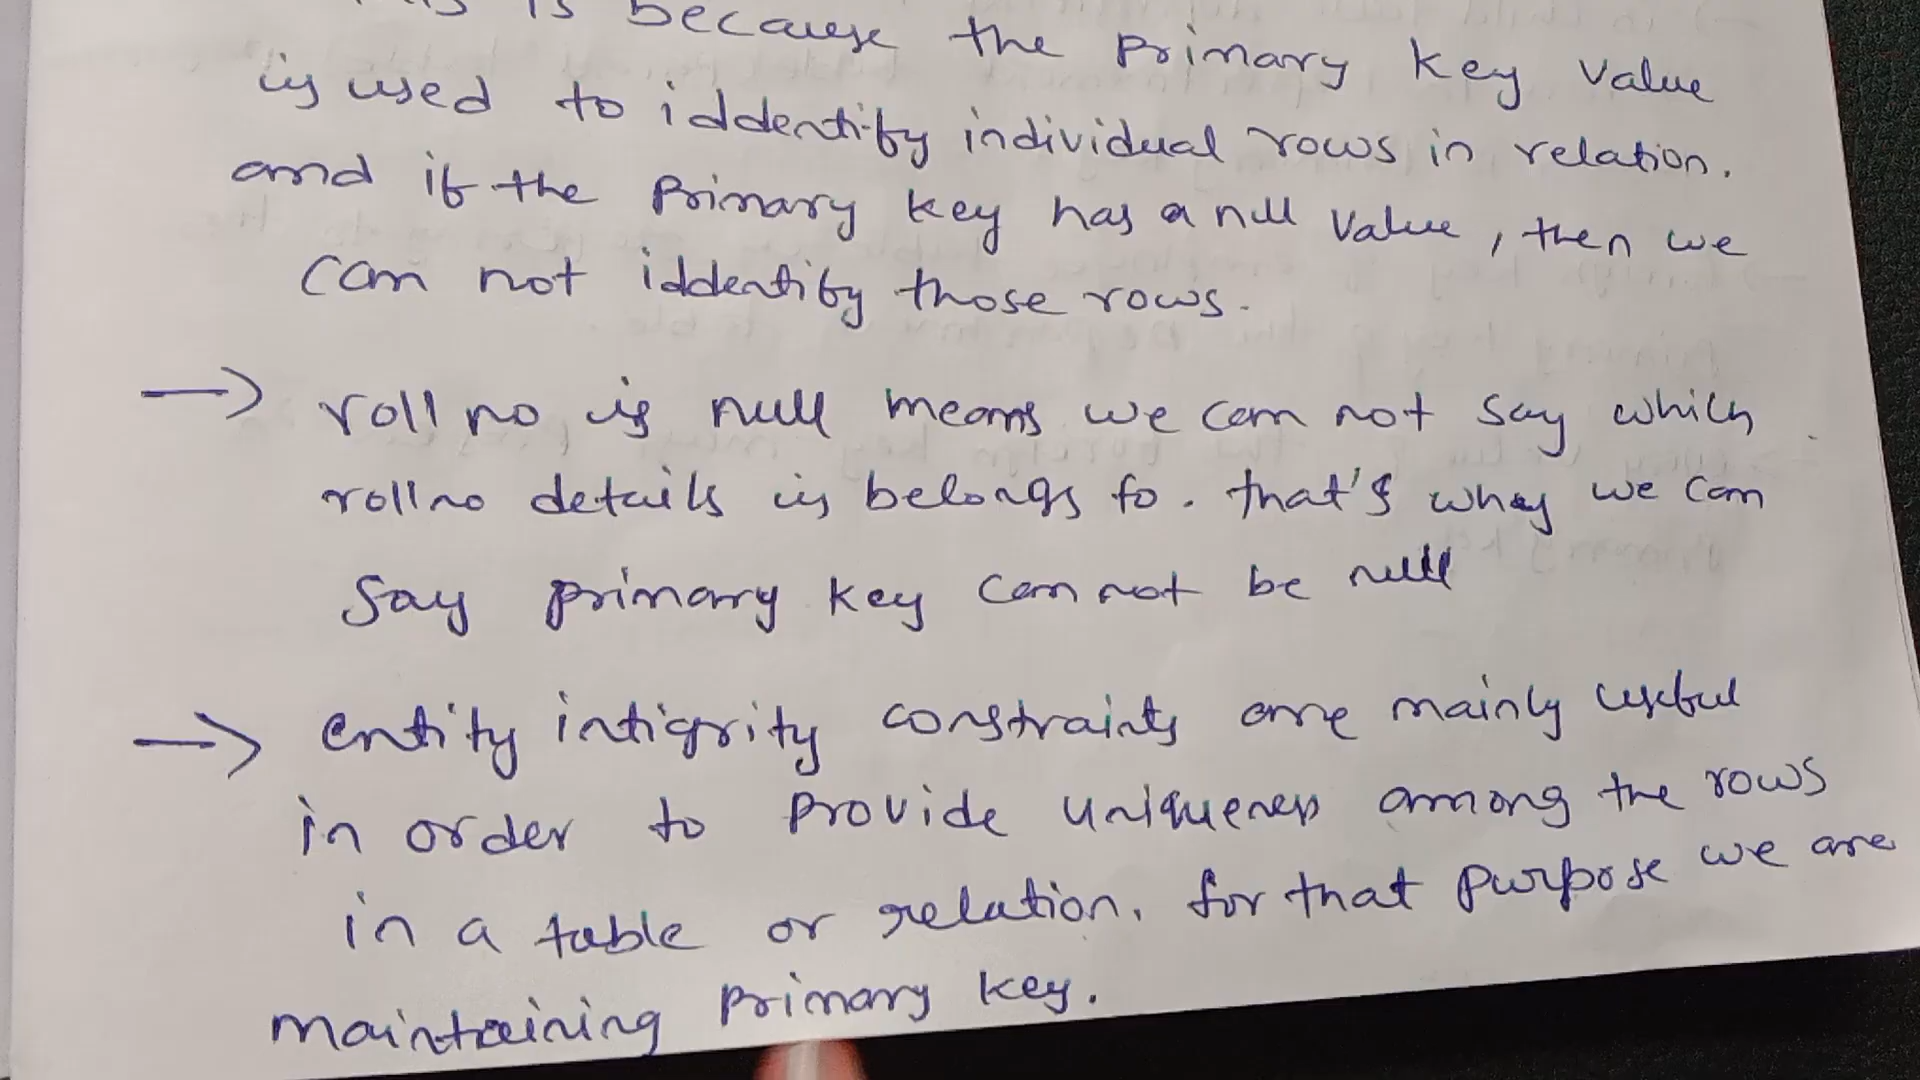 is because the primary key value
is used to iddentify individual rows in relation.
and if the primary key has a null value, then we
can not iddentify those rows.
→ roll no is null means we can not say which
rollno details is belongs to. that's whey we can
say primary key can not be null
→ entity intigrity constraints are mainly useful
in order to provide uniqueness among the rows
in a table or relation. for that purpose we are
maintaining primary key.